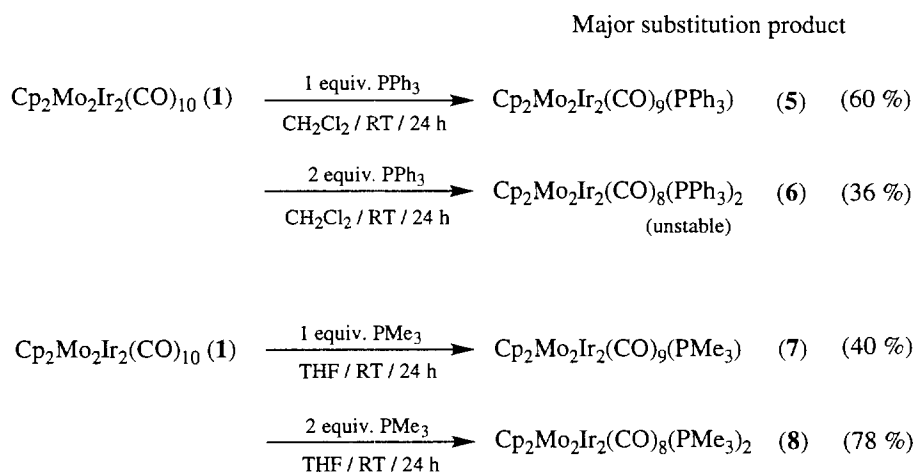 Major substitution product
1 equiv. PPh₃
Cp₂Mo₂Ir₂(CO)₁₀ (1) Cp₂Mo₂Ir₂(CO)₉(PPh₃) (5) (60 %)
CH₂Cl₂ / RT / 24 h
2 equiv. PPh₃
Cp₂Mo₂Ir₂(CO)₈(PPh₃)₂ (6) (36 %)
CH₂Cl₂ / RT / 24 h
(unstable)
1 equiv. PMe₃
Cp₂Mo₂Ir₂(CO)₁₀ (1) Cp₂Mo₂Ir₂(CO)₉(PMe₃) (7) (40 %)
THF / RT / 24 h
2 equiv. PMe₃
Cp₂Mo₂Ir₂(CO)₈(PMe₃)₂ (8) (78 %)
THF / RT / 24 h